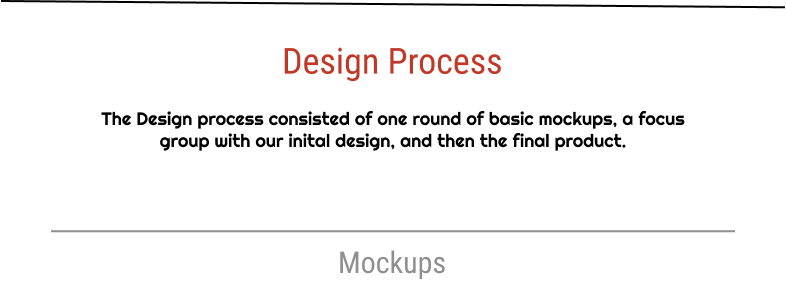 Design Process
The Design process consisted of one round of basic mockups, a focus
group with our inital design, and then the final product.
Mockups